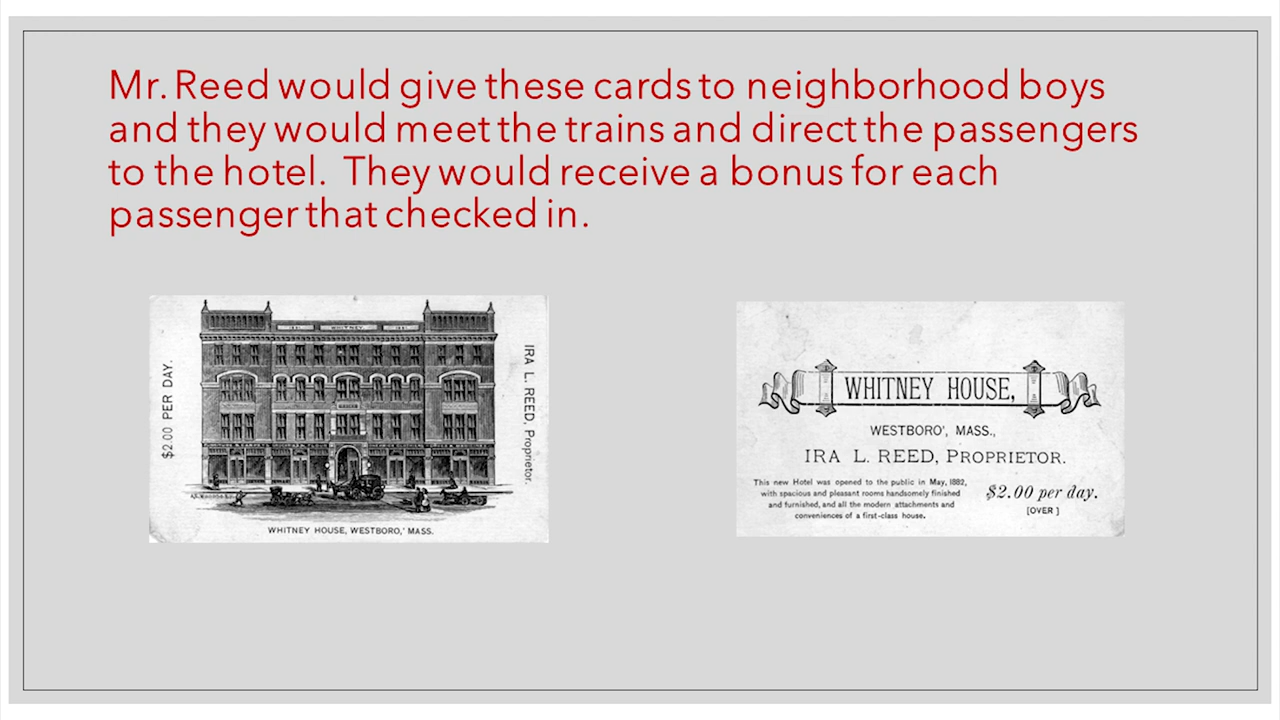 Mr. Reed would give these cards to neighborhood boys
and they would meet the trains and direct the passengers
to the hotel. They would receive a bonus for each
passenger that checked in.
$2.00 PER DAY.
WHITNEY
IRA L. REED, Proprietor.
WHITNEY HOUSE, WESTBORO,' MASS.
WHITNEY HOUSE,
WESTBORO', MASS.,
IRA L. REED, PROPRIETOR.
This new Hotel was opened to the public in May, 1882,
with spacious and pleasant rooms handsomely finished
and furnished, and all the modern attachments and
conveniences of a first-class house.
$2.00 per day.
[OVER ]